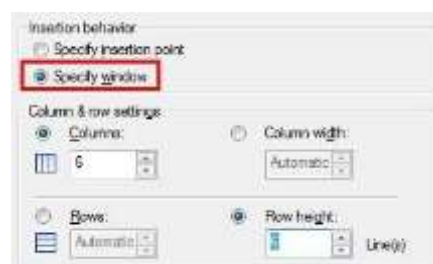 Insertion behavior
Specify insertion point
Specify window
Column & row settings
Columns:
Column width:
6
Automatic
Rows:
Row height:
Automatic
Line(s)